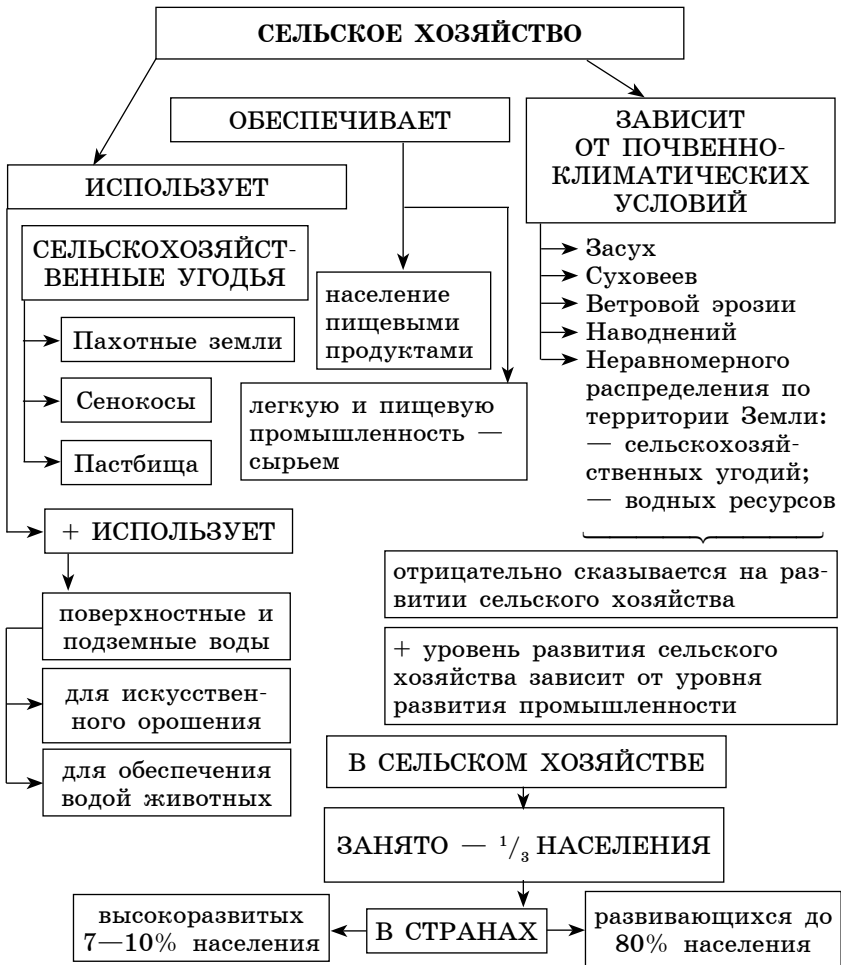 СЕЛЬСКОЕ ХОЗЯЙСТВО
ОБЕСПЕЧИВАЕТ
ИСПОЛЬЗУЕТ
СЕЛЬСКОХОЗЯЙСТ-
ВЕННЫЕ УГОДЬЯ
Пахотные земли
Сенокосы
Пастбища
население
пищевыми
продуктами
легкую и пищевую
промышленность —
сырьем
ЗАВИСИТ
ОТ ПОЧВЕННО-
КЛИМАТИЧЕСКИХ
УСЛОВИЙ
Засух
Суховеев
Ветровой эрозии
Наводнений
Неравномерного
распределения по
территории Земли:
— сельскохозяй-
ственных угодий;
— водных ресурсов
отрицательно сказывается на раз-
витии сельского хозяйства
+ уровень развития сельского
хозяйства зависит от уровня
развития промышленности
+ ИСПОЛЬЗУЕТ
поверхностные и
подземные воды
для искусствен-
ного орошения
для обеспечения
водой животных
В СЕЛЬСКОМ ХОЗЯЙСТВЕ
ЗАНЯТО — 1/3 НАСЕЛЕНИЯ
В СТРАНАХ
высокоразвитых
7—10% населения
развивающихся до
80% населения